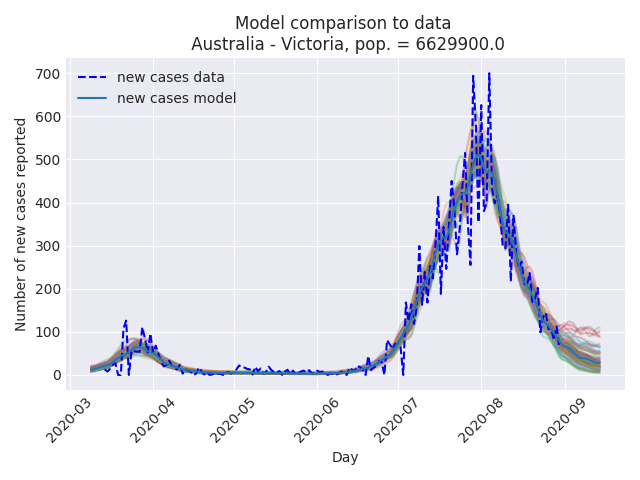 Model comparison to data
Australia - Victoria, pop. = 6629900.0
new cases data
new cases model
Number of new cases reported
700
600
500
400
300
200
100
0
2020-03
2020-04
2020-05
2020-06
2020-07
2020-08
2020-09
Day